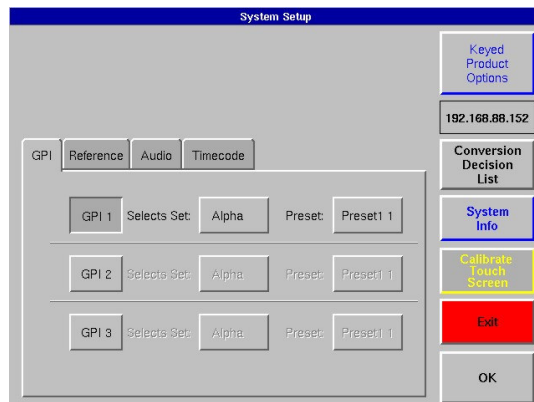 System Setup
Keyed
Product
Options
192.168.88.152
Conversion
Decision
List
System
Info
Calibrate
Touch
Screen
Exit
OK
GPI Reference Audio Timecode
GPI 1 Selects Set: Alpha Preset: Preset1 1
GPI 2 Selects Set: Alpha Preset: Preset1 1
GPI 3 Selects Set: Alpha Preset: Preset1 1